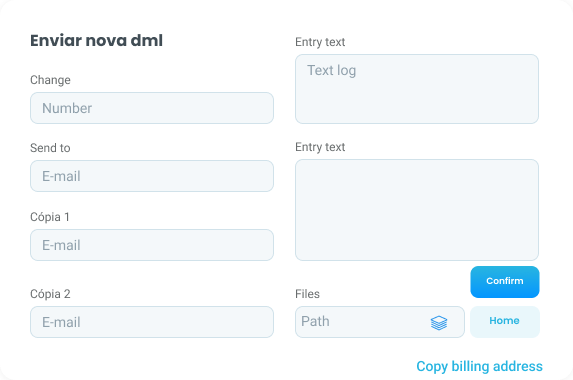 Enviar nova dml
Change
Number
Send to
E-mail
Cópia 1
E-mail
Cópia 2
E-mail
Entry text
Text log
Entry text
Confirm
Files
Path
Home
Copy billing address